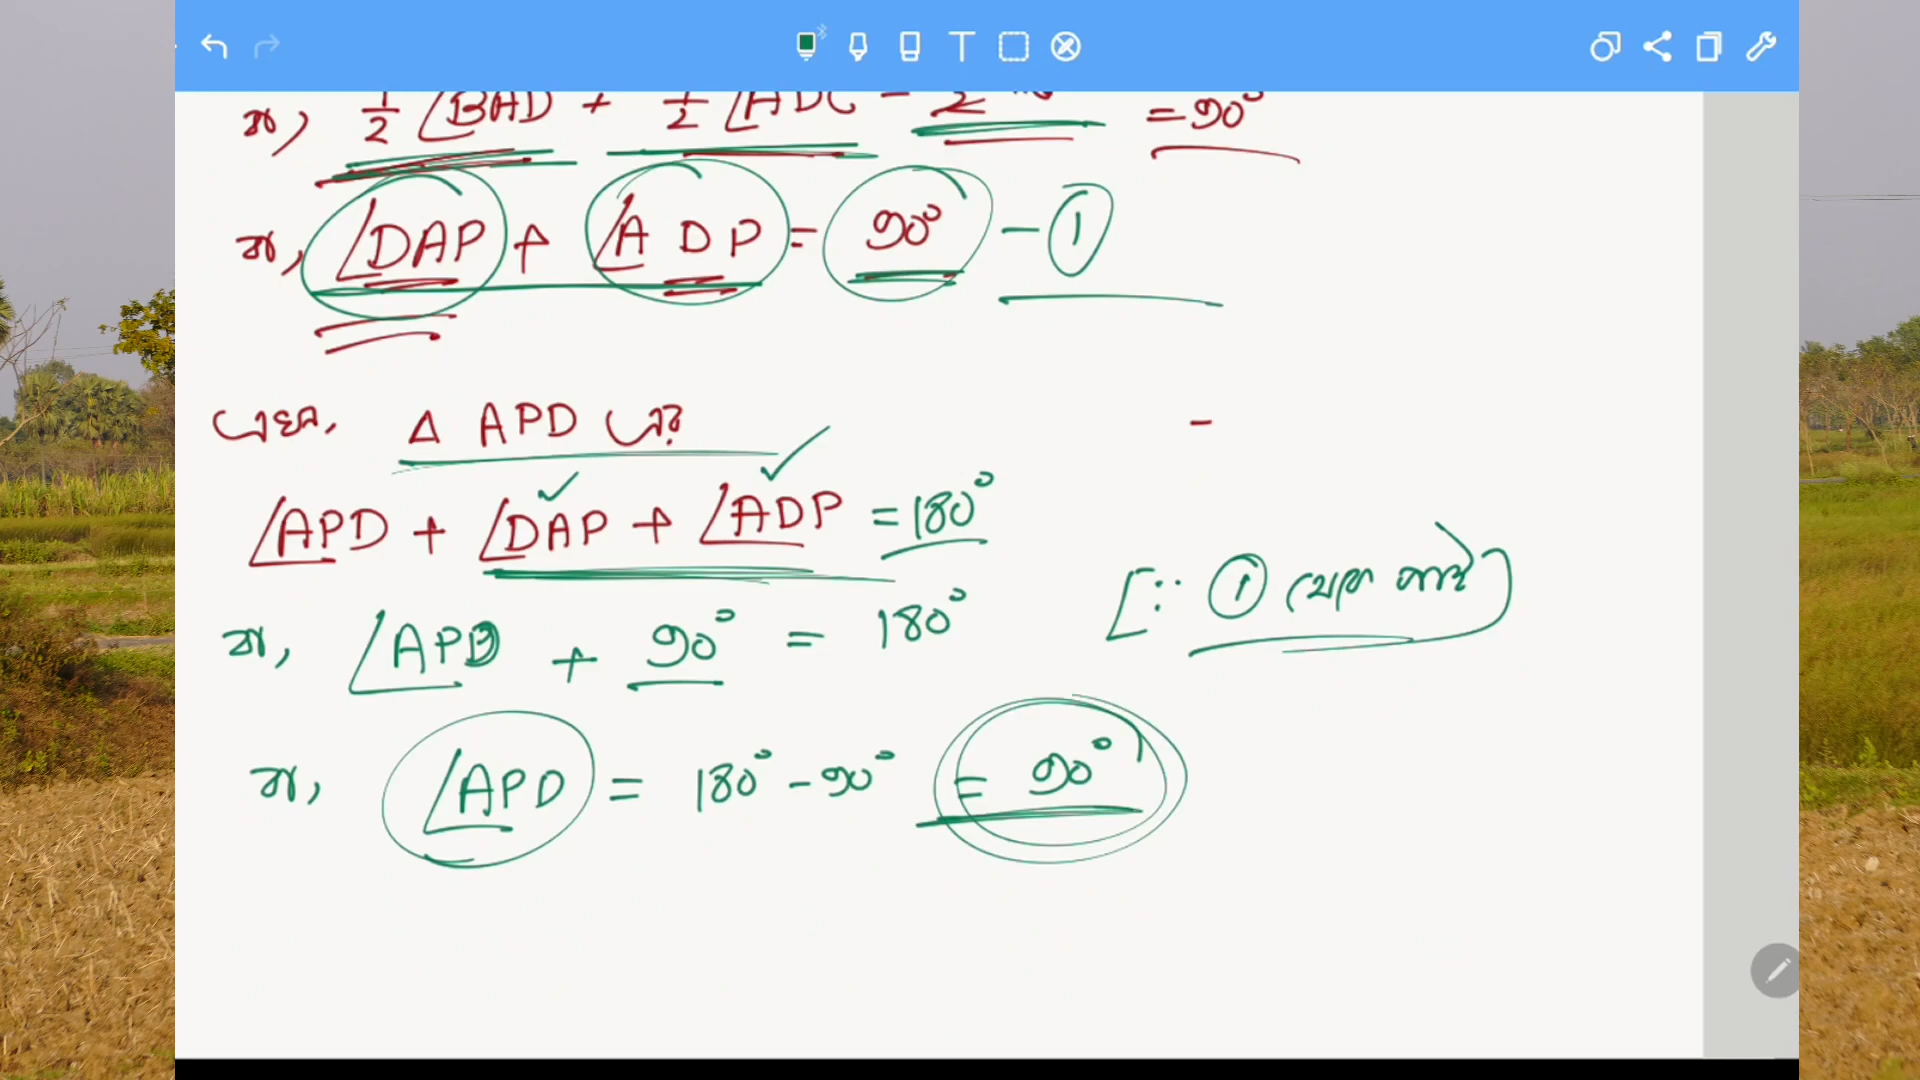 বা, 1/2 ∠BAD + 1/2 ∠ADC = = 90°
বা, ∠DAP + ∠ADP = 90° - ①
এখন, Δ APD এর
∠APD + ∠DAP + ∠ADP = 180°
বা, ∠APD + 90° = 180° [∵ ① থেকে পাই]
বা, ∠APD = 180° - 90° = 90°